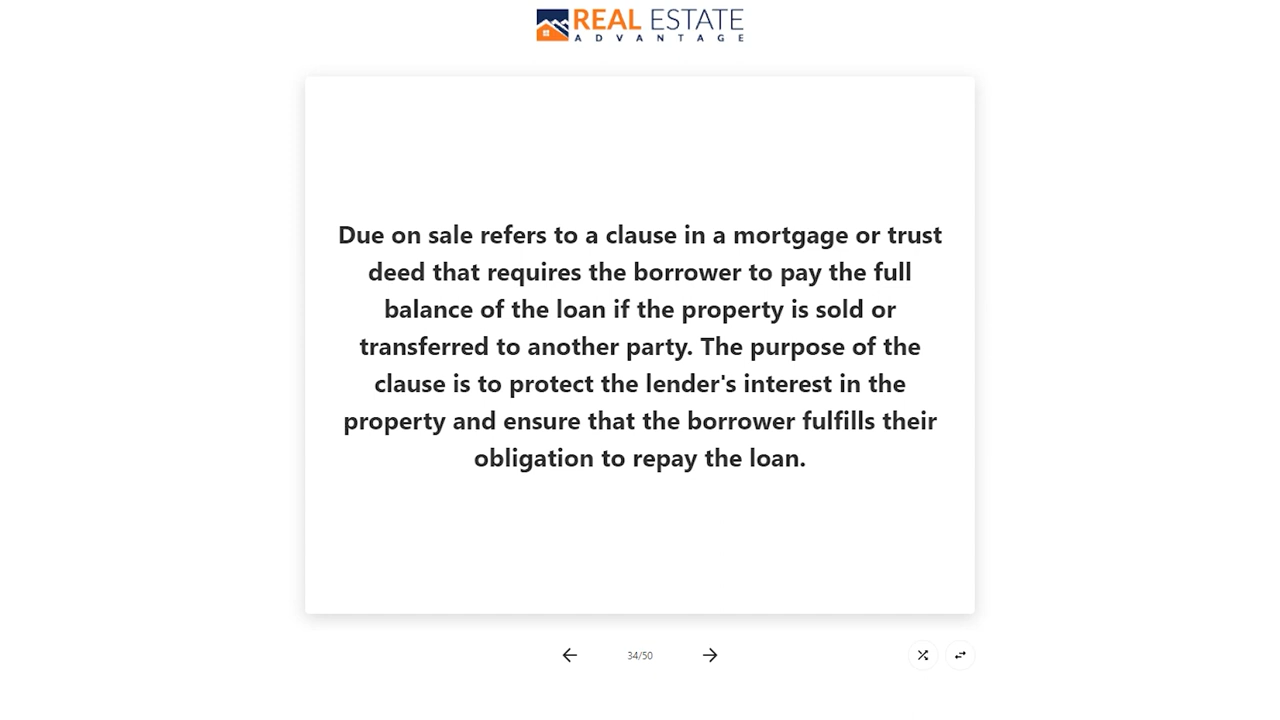 REAL ESTATE
ADVANTAGE
Due on sale refers to a clause in a mortgage or trust
deed that requires the borrower to pay the full
balance of the loan if the property is sold or
transferred to another party. The purpose of the
clause is to protect the lender's interest in the
property and ensure that the borrower fulfills their
obligation to repay the loan.
34/50